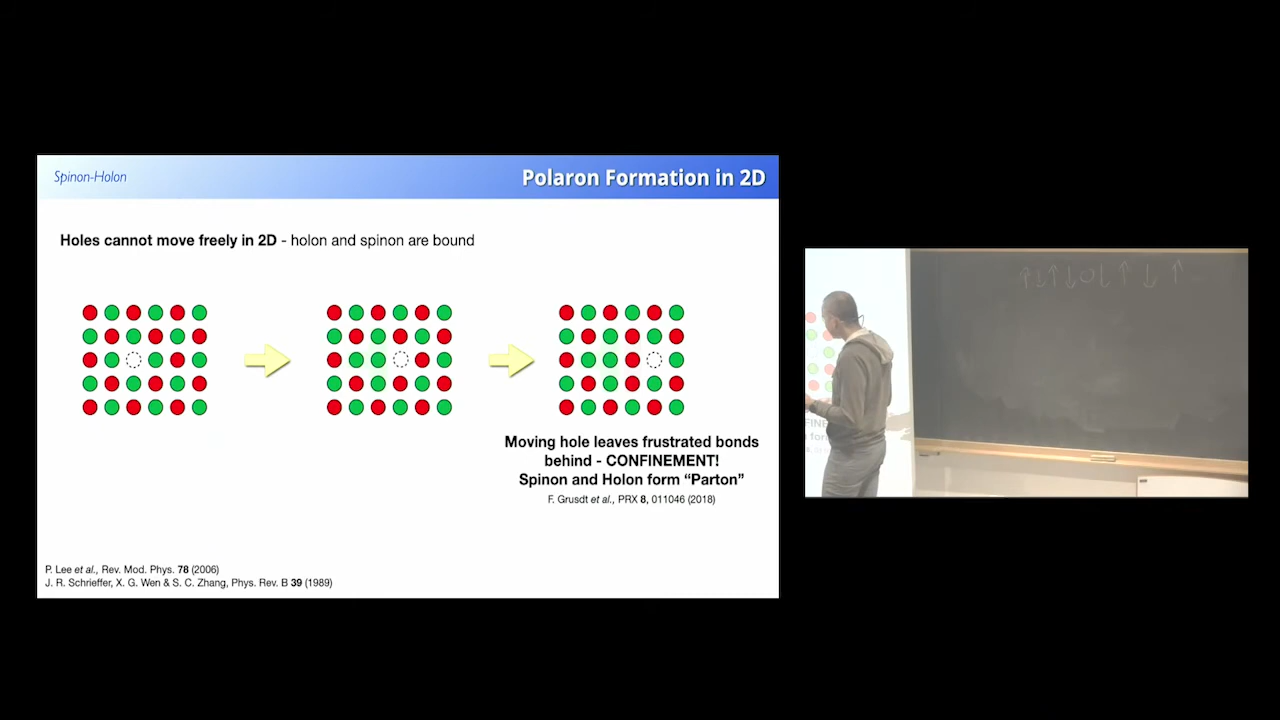 Spinon-Holon
Polaron Formation in 2D
Holes cannot move freely in 2D - holon and spinon are bound
Moving hole leaves frustrated bonds
behind - CONFINEMENT!
Spinon and Holon form “Parton”
F. Grusdt et al., PRX 8, 011046 (2018)
P. Lee et al., Rev. Mod. Phys. 78 (2006)
J. R. Schrieffer, X. G. Wen & S. C. Zhang, Phys. Rev. B 39 (1989)